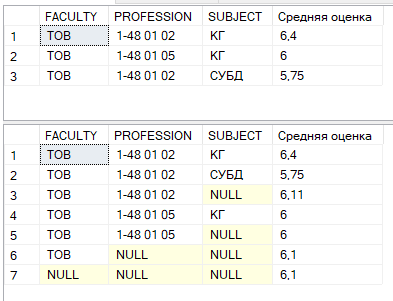 FACULTY PROFESSION SUBJECT Средняя оценка
1 ТОВ 1-48 01 02 КГ 6,4
2 ТОВ 1-48 01 05 КГ 6
3 ТОВ 1-48 01 02 СУБД 5,75
FACULTY PROFESSION SUBJECT Средняя оценка
1 ТОВ 1-48 01 02 КГ 6,4
2 ТОВ 1-48 01 02 СУБД 5,75
3 ТОВ 1-48 01 02 NULL 6,11
4 ТОВ 1-48 01 05 КГ 6
5 ТОВ 1-48 01 05 NULL 6
6 ТОВ NULL NULL 6,1
7 NULL NULL NULL 6,1